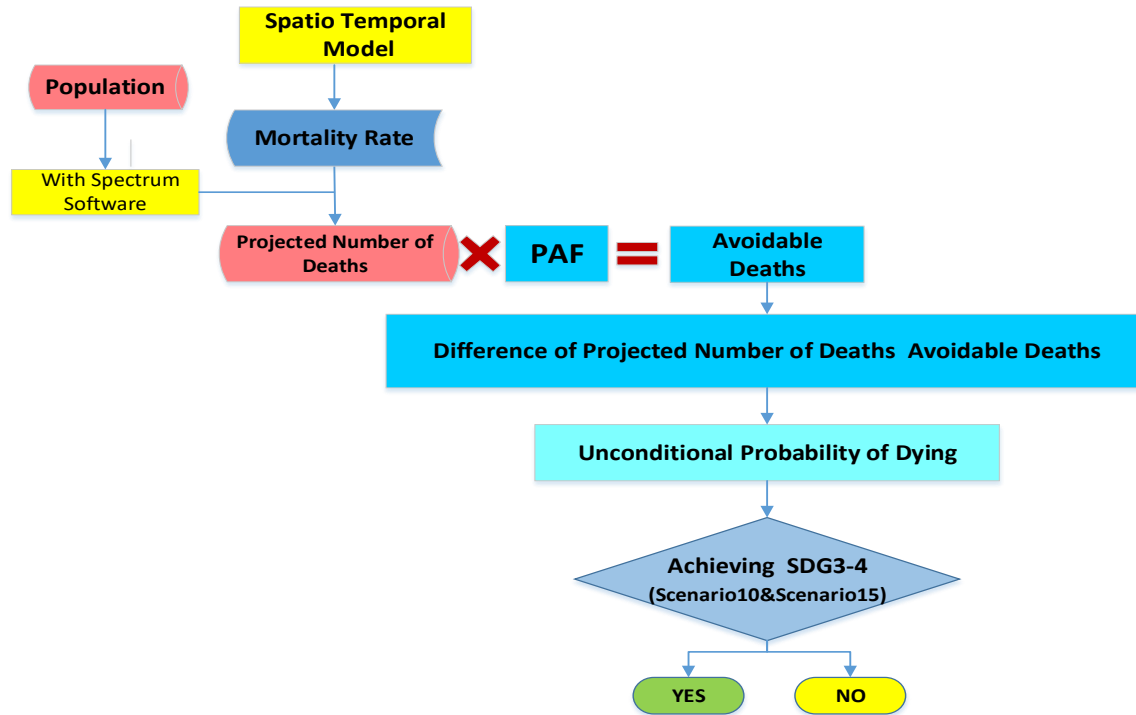 Spatio Temporal
Model
Population
Mortality Rate
With Spectrum
Software
Projected Number of
Deaths
PAF
=
Avoidable
Deaths
Difference of Projected Number of Deaths  Avoidable Deaths
Unconditional Probability of Dying
Achieving  SDG3-4
(Scenario10&Scenario15)
YES
NO